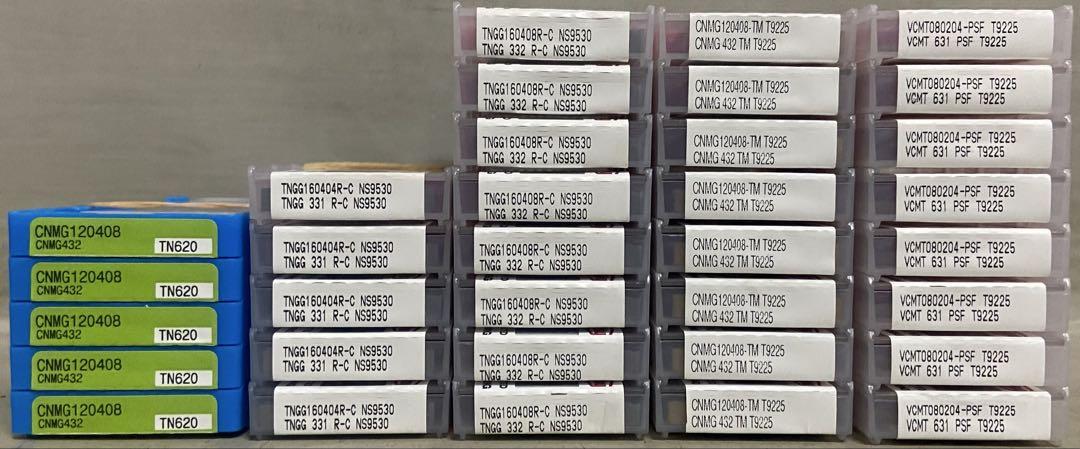 CNMG120408
CNMG432
TN620
CNMG120408
CNMG432
TN620
CNMG120408
CNMG432
TN620
CNMG120408
CNMG432
TN620
CNMG120408
CNMG432
TN620
TNGG160404R-C NS9530
TNGG 331 R-C NS9530
TNGG160404R-C NS9530
TNGG 331 R-C NS9530
TNGG160404R-C NS9530
TNGG 331 R-C NS9530
TNGG160404R-C NS9530
TNGG 331 R-C NS9530
TNGG160404R-C NS9530
TNGG 331 R-C NS9530
TNGG160408R-C NS9530
TNGG 332 R-C NS9530
TNGG160408R-C NS9530
TNGG 332 R-C NS9530
TNGG160408R-C NS9530
TNGG 332 R-C NS9530
TNGG160408R-C NS9530
TNGG 332 R-C NS9530
TNGG160408R-C NS9530
TNGG 332 R-C NS9530
TNGG160408R-C NS9530
TNGG 332 R-C NS9530
TNGG160408R-C NS9530
TNGG 332 R-C NS9530
TNGG160408R-C NS9530
TNGG 332 R-C NS9530
CNMG120408-TM T9225
CNMG 432 TM T9225
CNMG120408-TM T9225
CNMG 432 TM T9225
CNMG120408-TM T9225
CNMG 432 TM T9225
CNMG120408-TM T9225
CNMG 432 TM T9225
CNMG120408-TM T9225
CNMG 432 TM T9225
CNMG120408-TM T9225
CNMG 432 TM T9225
CNMG120408-TM T9225
CNMG 432 TM T9225
CNMG120408-TM T9225
CNMG 432 TM T9225
VCMT080204-PSF T9225
VCMT 631 PSF T9225
VCMT080204-PSF T9225
VCMT 631 PSF T9225
VCMT080204-PSF T9225
VCMT 631 PSF T9225
VCMT080204-PSF T9225
VCMT 631 PSF T9225
VCMT080204-PSF T9225
VCMT 631 PSF T9225
VCMT080204-PSF T9225
VCMT 631 PSF T9225
VCMT080204-PSF T9225
VCMT 631 PSF T9225
VCMT080204-PSF T9225
VCMT 631 PSF T9225